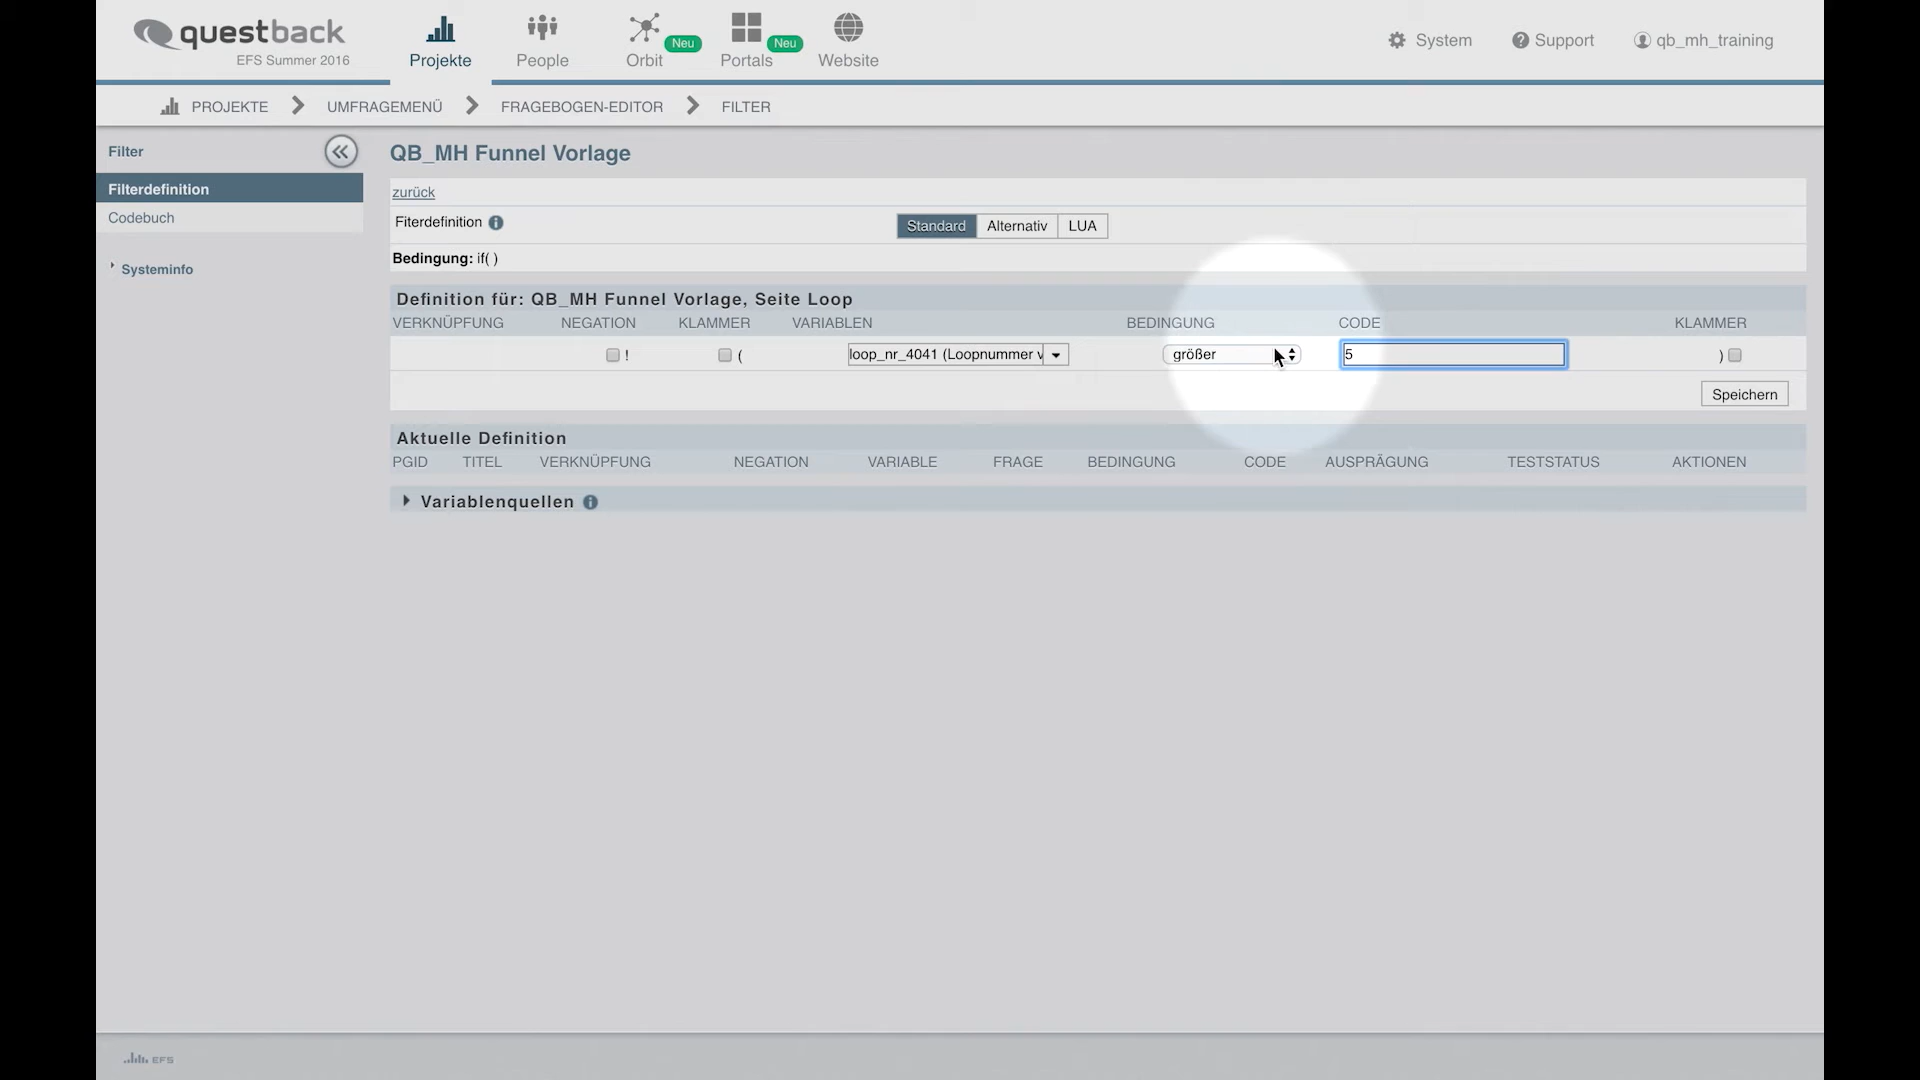 questback
EFS Summer 2016
Projekte
People
Orbit
Neu
Portals
Neu
Website
System
Support
qb_mh_training
PROJEKTE
UMFRAGEMENÜ
FRAGEBOGEN-EDITOR
FILTER
Filter
Filterdefinition
Codebuch
Systeminfo
QB_MH Funnel Vorlage
zurück
Fiterdefinition
Standard
Alternativ
LUA
Bedingung: if( )
Definition für: QB_MH Funnel Vorlage, Seite Loop
VERKNÜPFUNG NEGATION KLAMMER VARIABLEN BEDINGUNG CODE KLAMMER
! ( loop_nr_4041 (Loopnummer v größer 5 )
Speichern
Aktuelle Definition
PGID TITEL VERKNÜPFUNG NEGATION VARIABLE FRAGE BEDINGUNG CODE AUSPRÄGUNG TESTSTATUS AKTIONEN
Variablenquellen
EFS